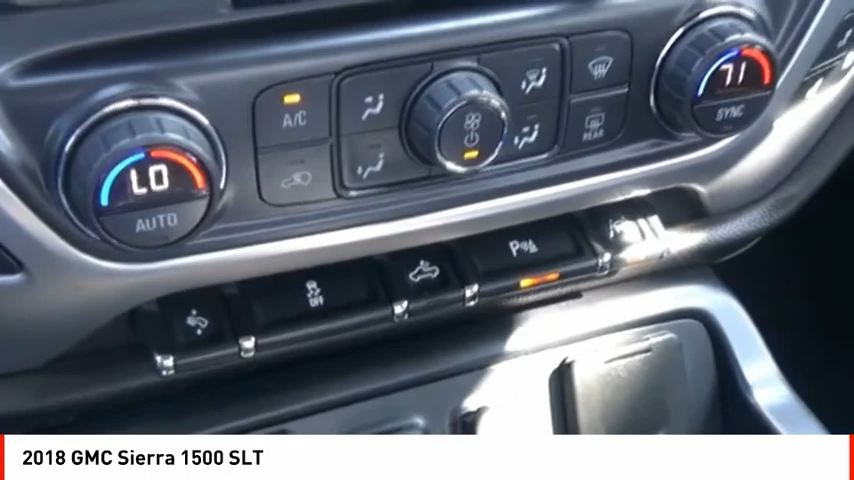 A/C
LO
AUTO
REAR
71
SYNC
OFF
P
2018 GMC Sierra 1500 SLT